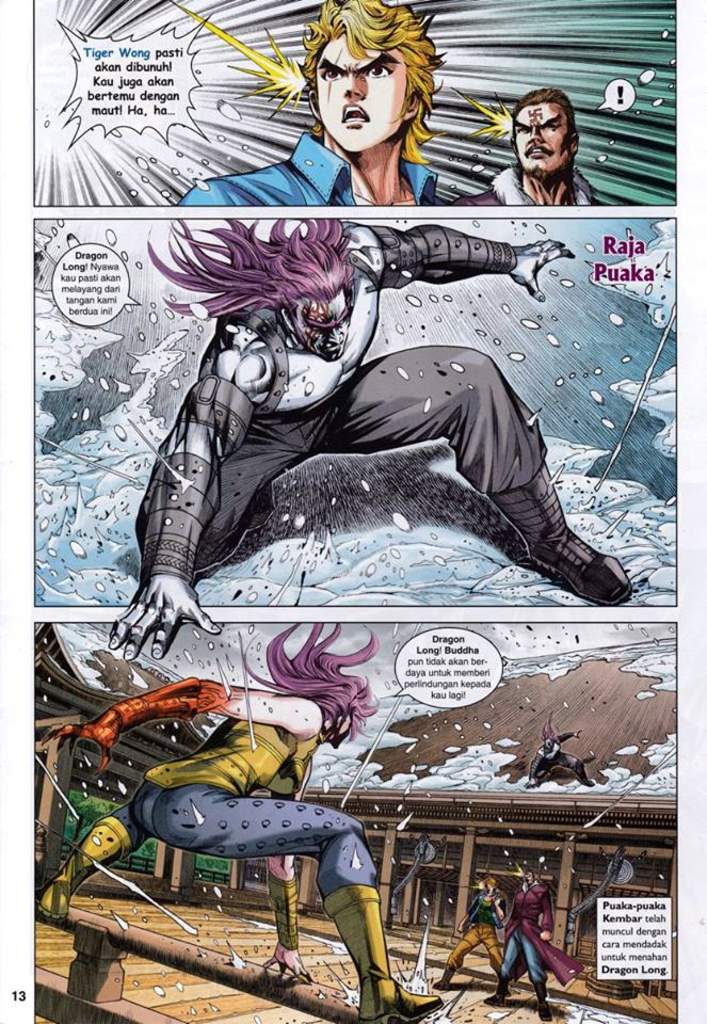 Tiger Wong pasti
akan dibunuh!
Kau juga akan
bertemu dengan
maut! Ha, ha...
!
Raja
Puaka
Dragon
Long! Nyawa
kau pasti akan
melayang dari
tangan kami
berdua ini!
Dragon
Long! Buddha
pun tidak akan ber-
daya untuk memberi
perlindungan kepada
kau lagi!
Puaka-puaka
Kembar telah
muncul dengan
cara mendadak
untuk menahan
Dragon Long.
13